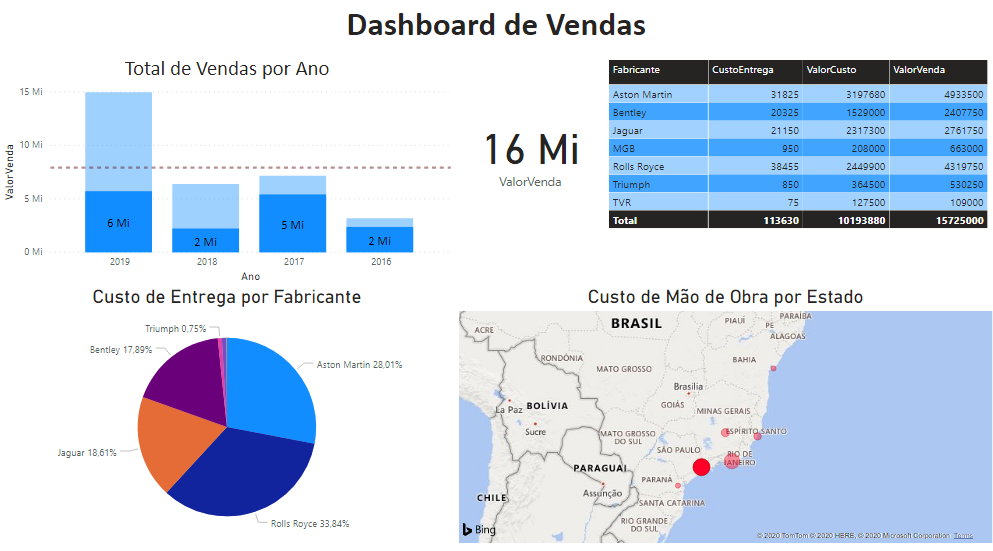 Dashboard de Vendas
Total de Vendas por Ano
ValorVenda
15 Mi
10 Mi
5 Mi
0 Mi
6 Mi
2 Mi
5 Mi
2 Mi
2019 2018 2017 2016
Ano
16 Mi
ValorVenda
Fabricante CustoEntrega ValorCusto ValorVenda
Aston Martin 31825 3197680 4933500
Bentley 20325 1529000 2407750
Jaguar 21150 2317300 2761750
MGB 950 208000 663000
Rolls Royce 38455 2449900 4319750
Triumph 850 364500 530250
TVR 75 127500 109000
Total 113630 10193880 15725000
Custo de Entrega por Fabricante
Triumph 0,75%
Bentley 17,89%
Aston Martin 28,01%
Jaguar 18,61%
Rolls Royce 33,84%
Custo de Mão de Obra por Estado
BRASIL
PARAÍBA
PIAUÍ
PE
ACRE
ALAGOAS
RONDÔNIA
BAHIA
MATO GROSSO
Brasília
La Paz
BOLÍVIA
GOIÁS
MINAS GERAIS
Sucre
MATO GROSSO
DO SUL
ESPÍRITO SANTO
SÃO PAULO
RIO DE
JANEIRO
PARAGUAI
PARANÁ
Assunção
CHILE
SANTA CATARINA
RIO GRANDE
DO SUL
Bing
© 2020 TomTom © 2020 HERE, © 2020 Microsoft Corporation Terms